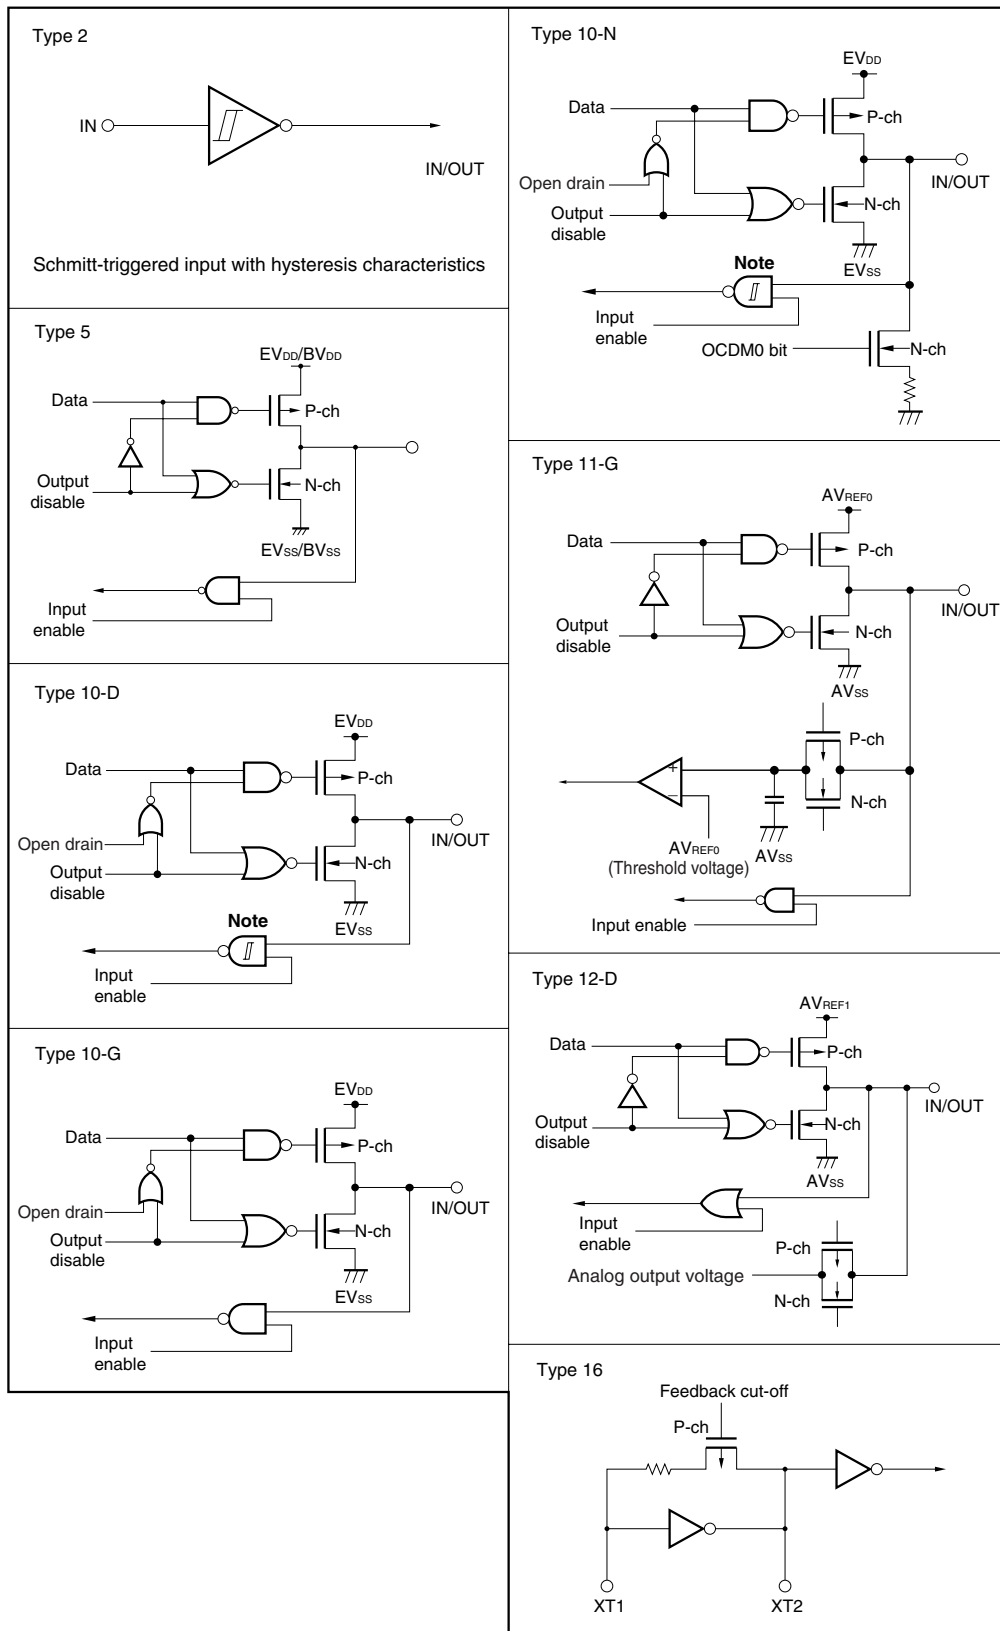 Type 2
IN
IN/OUT
Schmitt-triggered input with hysteresis characteristics
Type 5
EVDD/BVDD
Data
P-ch
Output
disable
N-ch
EVSS/BVSS
Input
enable
Type 10-D
EVDD
Data
P-ch
IN/OUT
Open drain
Output
disable
N-ch
Note
EVSS
Input
enable
Type 10-G
EVDD
Data
P-ch
IN/OUT
Open drain
Output
disable
N-ch
EVSS
Input
enable
Type 10-N
EVDD
Data
P-ch
IN/OUT
Open drain
Output
disable
N-ch
EVSS
Note
Input
enable
OCDM0 bit
N-ch
Type 11-G
AVREF0
Data
P-ch
IN/OUT
Output
disable
N-ch
AVSS
P-ch
+
−
N-ch
AVREF0
(Threshold voltage)
AVSS
Input enable
Type 12-D
AVREF1
Data
P-ch
IN/OUT
Output
disable
N-ch
AVSS
Input
enable
P-ch
Analog output voltage
N-ch
Type 16
Feedback cut-off
P-ch
XT1
XT2